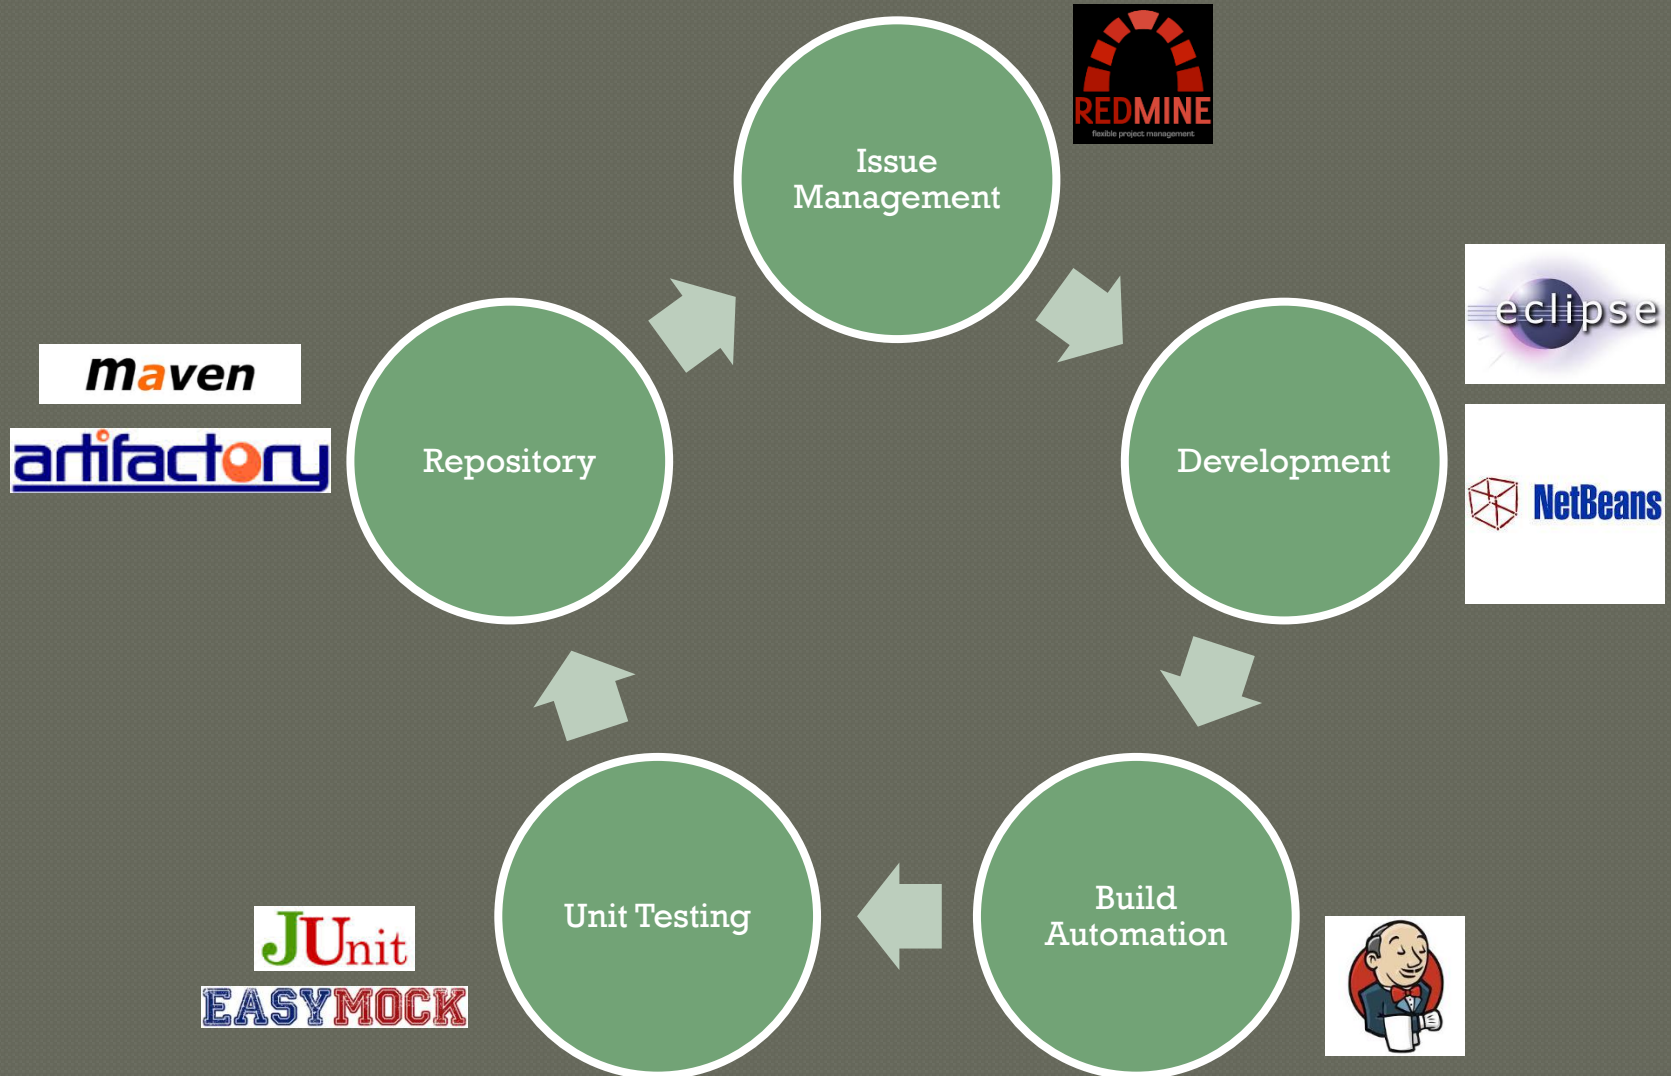 REDMINE
flexible project management
Issue
Management
eclipse
NetBeans
Development
maven
artifactory
Repository
Build
Automation
Unit Testing
JUnit
EASYMOCK